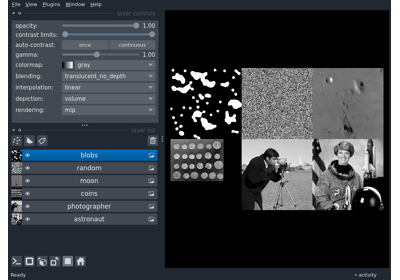 File View Plugins Window Help
layer controls
opacity: 1.00
contrast limits:
auto-contrast: once continuous
gamma: 1.00
colormap: gray
blending: translucent_no_depth
interpolation: linear
depiction: volume
rendering: mip
layer list
blobs
random
moon
coins
photographer
astronaut
Ready activity